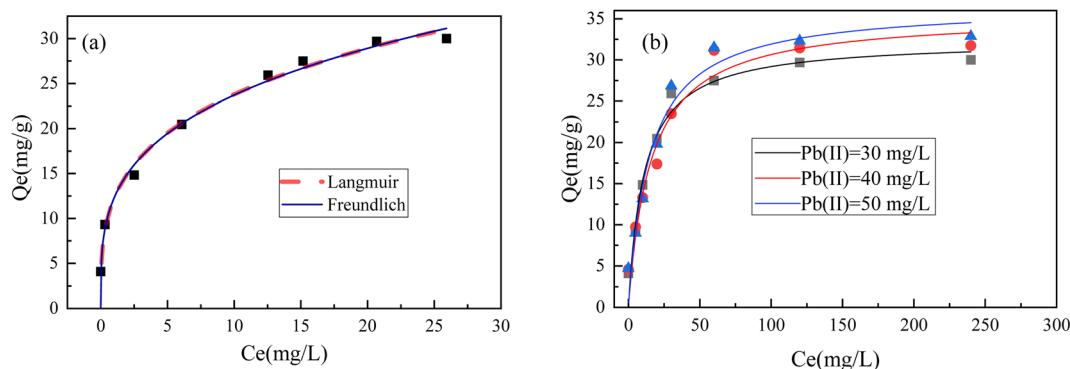 (a)
Qe(mg/g)
30
25
20
15
10
5
0
Langmuir
Freundlich
0 5 10 15 20 25 30
Ce(mg/L)
(b)
Qe(mg/g)
35
30
25
20
15
10
5
0
Pb(II)=30 mg/L
Pb(II)=40 mg/L
Pb(II)=50 mg/L
0 50 100 150 200 250 300
Ce(mg/L)